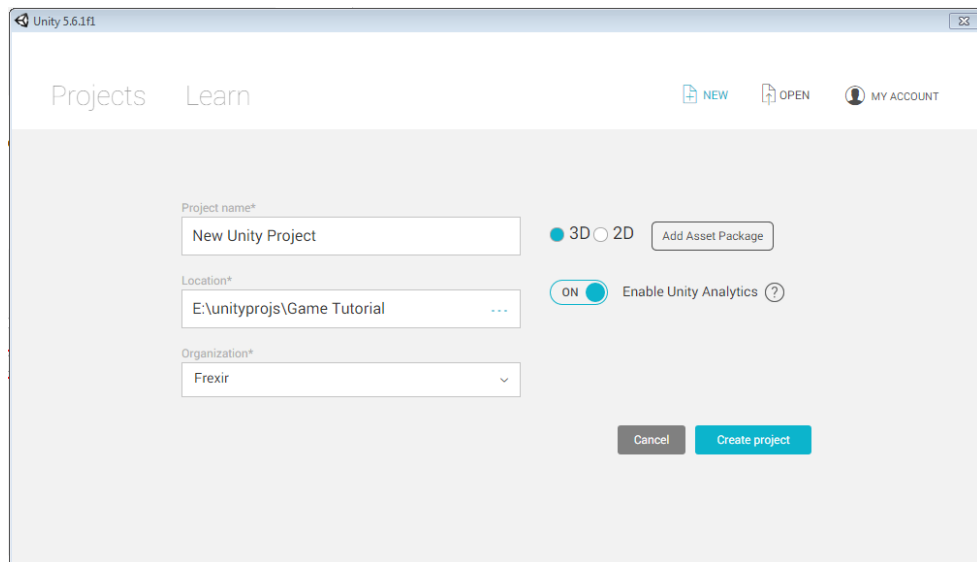 Unity 5.6.1f1
Projects Learn NEW OPEN MY ACCOUNT
Project name*
New Unity Project
3D 2D Add Asset Package
Location*
E:\unityprojs\Game Tutorial ...
ON Enable Unity Analytics ?
Organization*
Frexir
Cancel Create project